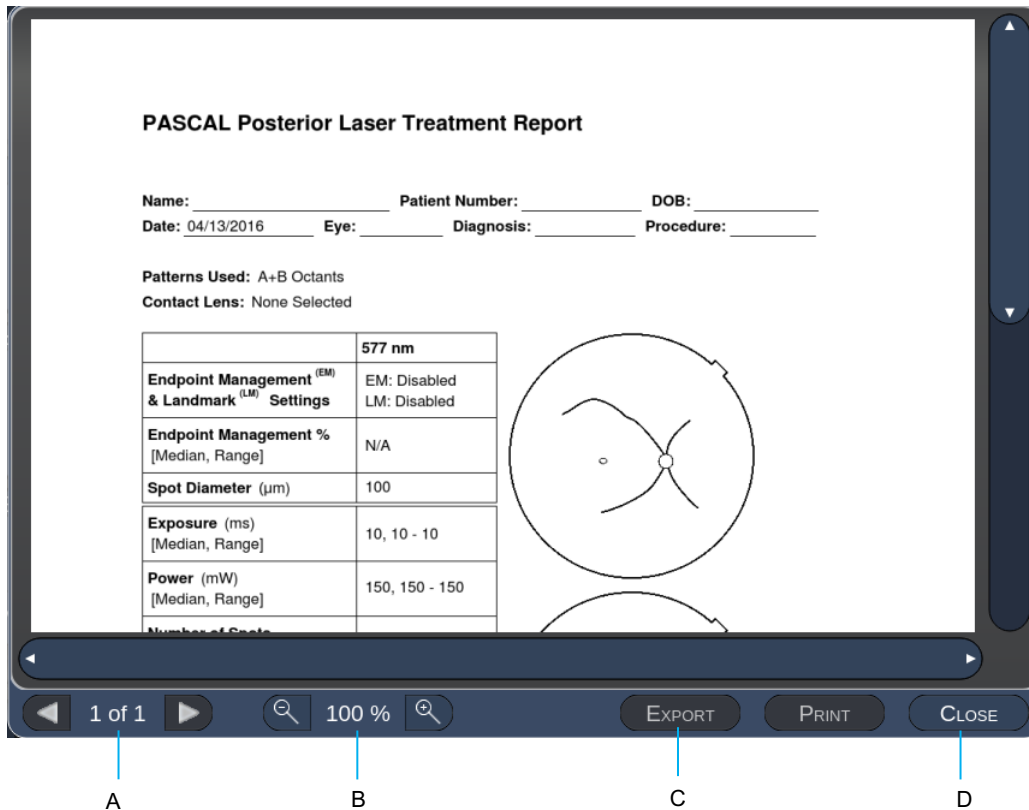 PASCAL Posterior Laser Treatment Report
Name: Patient Number: DOB:
Date: 04/13/2016 Eye: Diagnosis: Procedure:
Patterns Used: A+B Octants
Contact Lens: None Selected
577 nm
Endpoint Management (EM)
& Landmark (LM) Settings
EM: Disabled
LM: Disabled
Endpoint Management %
[Median, Range]
N/A
Spot Diameter (µm) 100
Exposure (ms)
[Median, Range]
10, 10 - 10
Power (mW)
[Median, Range]
150, 150 - 150
Number of Spots
1 of 1 100 % EXPORT PRINT CLOSE
A B C D